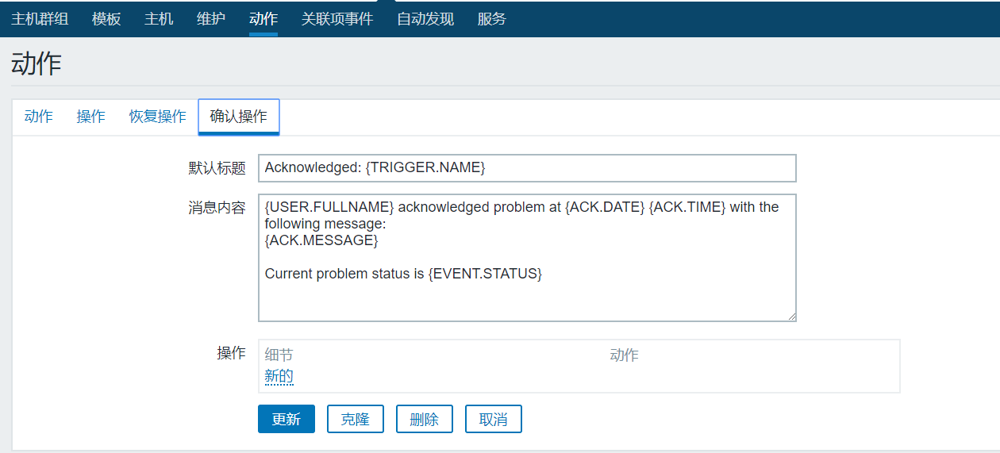 主机群组 模板 主机 维护 动作 关联项事件 自动发现 服务
动作
动作 操作 恢复操作 确认操作
默认标题 Acknowledged: {TRIGGER.NAME}
消息内容 {USER.FULLNAME} acknowledged problem at {ACK.DATE} {ACK.TIME} with the
following message:
{ACK.MESSAGE}
Current problem status is {EVENT.STATUS}
操作 细节 动作
新的
更新 克隆 删除 取消